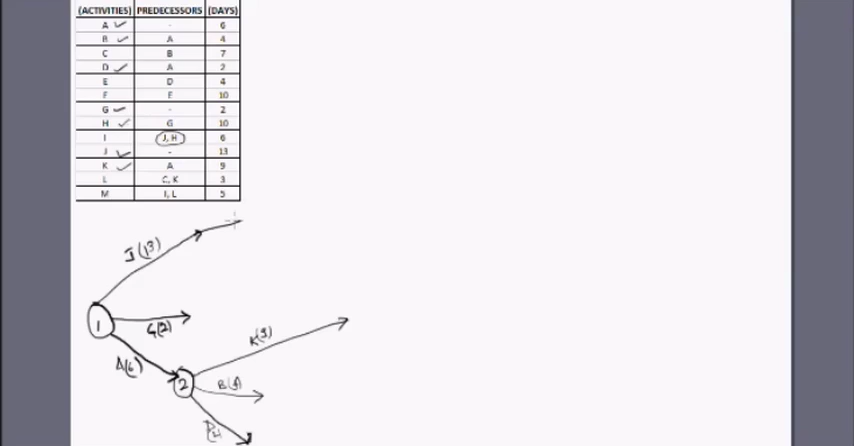 (ACTIVITIES) PREDECESSORS (DAYS)
A - 6
B A 4
C B 7
D A 2
E D 4
F 10
G - 2
H G 10
I J, H 6
J - 13
K A 9
L C, K 3
M I, L 5
J(13)
G(2)
1
A(6)
K(9)
2